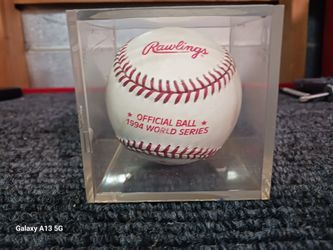 Rawlings
OFFICIAL BALL
★ 1994 WORLD SERIES ★
Galaxy A13 5G